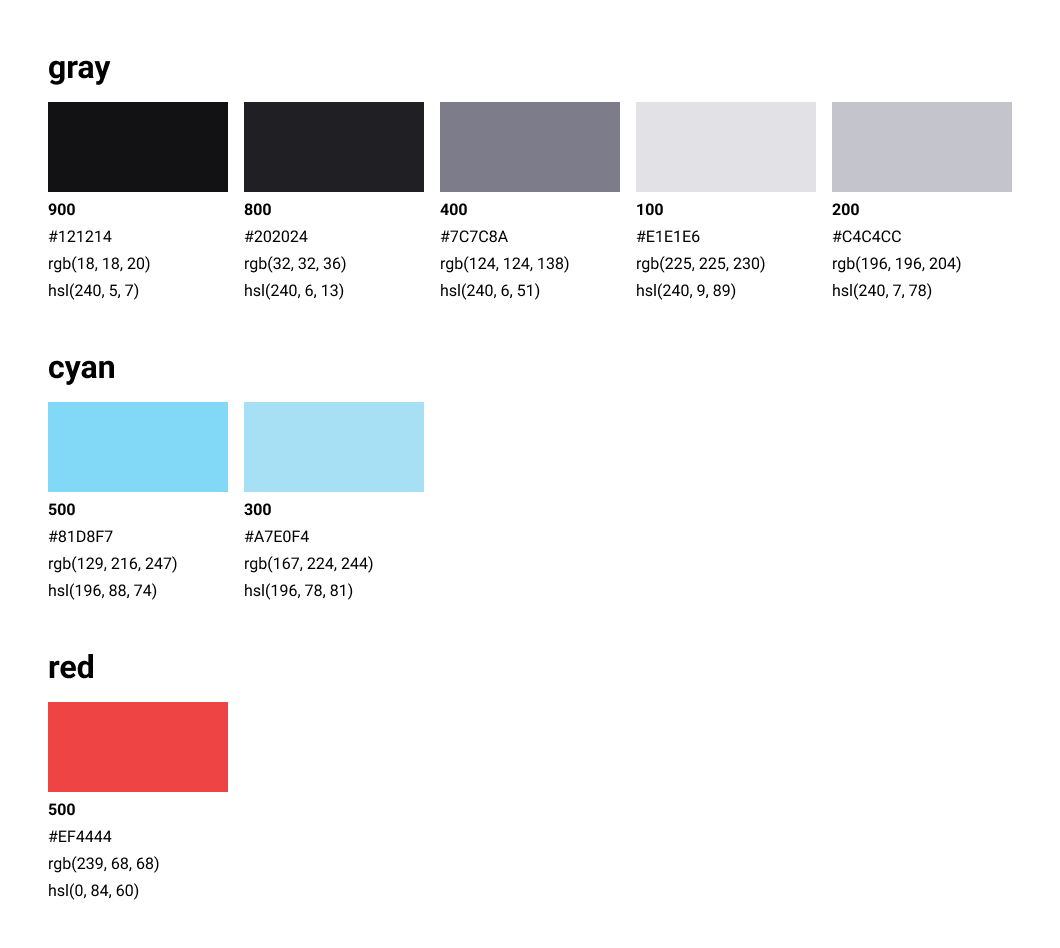 gray
900
#121214
rgb(18, 18, 20)
hsl(240, 5, 7)
800
#202024
rgb(32, 32, 36)
hsl(240, 6, 13)
400
#7C7C8A
rgb(124, 124, 138)
hsl(240, 6, 51)
100
#E1E1E6
rgb(225, 225, 230)
hsl(240, 9, 89)
200
#C4C4CC
rgb(196, 196, 204)
hsl(240, 7, 78)
cyan
500
#81D8F7
rgb(129, 216, 247)
hsl(196, 88, 74)
300
#A7E0F4
rgb(167, 224, 244)
hsl(196, 78, 81)
red
500
#EF4444
rgb(239, 68, 68)
hsl(0, 84, 60)